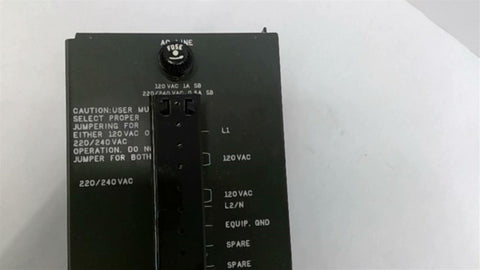 AC LINE
FUSE
120 VAC 1A SB
220/240 VAC 0.5A SB
CAUTION:USER MU
SELECT PROPER
JUMPERING FOR
EITHER 120 VAC O
220/240 VAC
OPERATION. DO NO
JUMPER FOR BOTH
220/240 VAC
L1
120 VAC
120 VAC
L2/N
EQUIP. GND
SPARE
SPARE